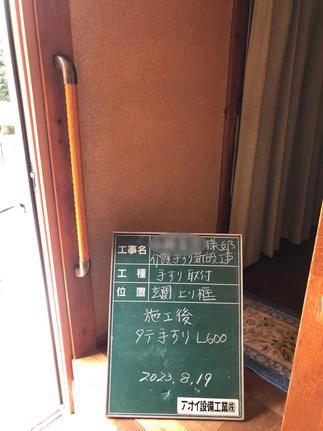 工事名 様邸
介護手すり新設工事
工種 手すり取付
位置 玄関上り框
施工後
タテ手すり L600
2023.8.19
アオイ設備工業㈱